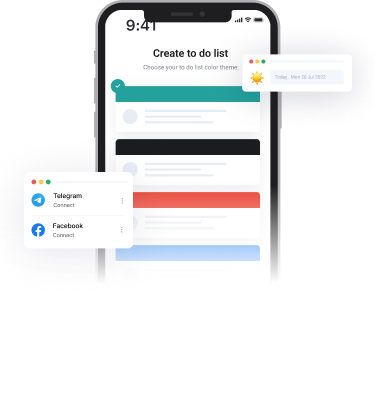 9:41
Create to do list
Choose your to do list color theme:
Today - Mon 20 Jul 2022
Telegram
Connect
Facebook
Connect